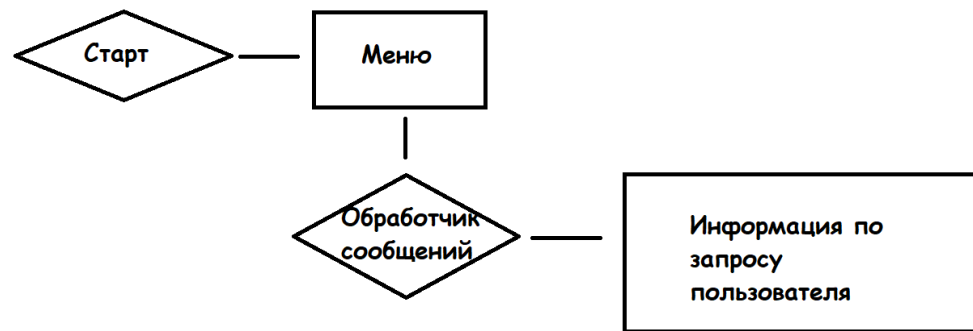 Старт
Меню
Обработчик
сообщений
Информация по
запросу
пользователя